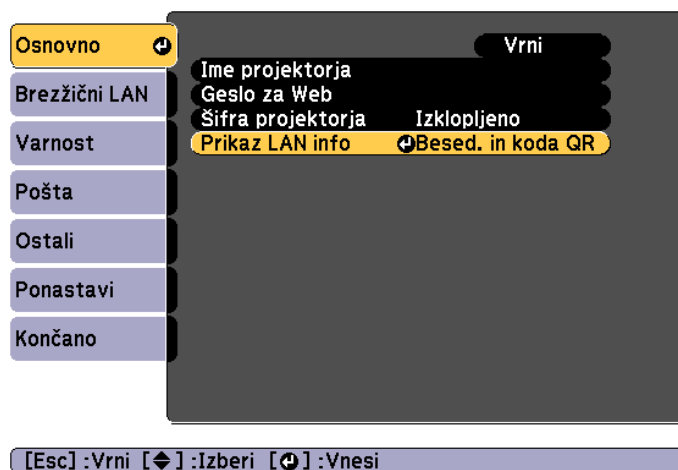 Osnovno
Vrni
Ime projektorja
Brezžični LAN
Geslo za Web
Šifra projektorja Izklopljeno
Varnost
Prikaz LAN info Besed. in koda QR
Pošta
Ostali
Ponastavi
Končano
[Esc] :Vrni [ ] :Izberi [ ] :Vnesi